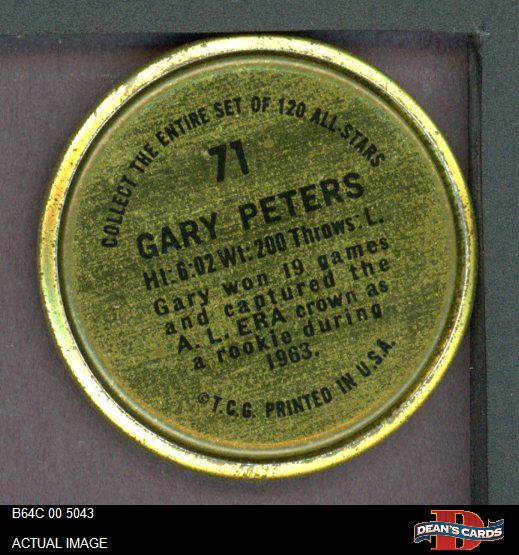 COLLECT THE ENTIRE SET OF 120 ALL-STARS
71
GARY PETERS
Ht: 6-02 Wt: 200 Throws: L.
Gary won 19 games
and captured the
A. L. ERA crown as
a rookie during
1963.
© T.C.G. PRINTED IN U.S.A.
B64C 00 5043
ACTUAL IMAGE
D
DEAN'S CARDS